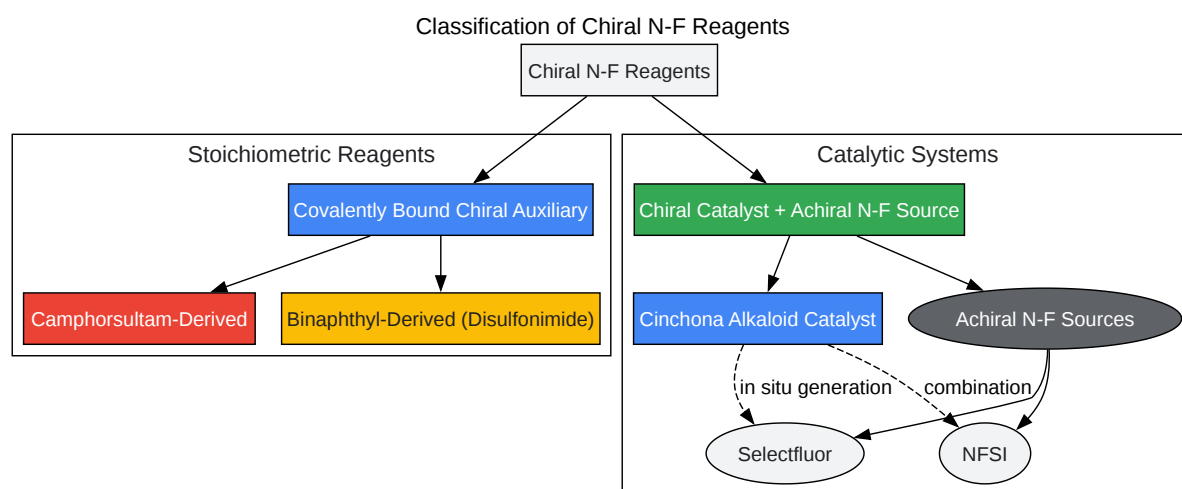 Classification of Chiral N-F Reagents
Chiral N-F Reagents
Stoichiometric Reagents
Catalytic Systems
Covalently Bound Chiral Auxiliary
Chiral Catalyst + Achiral N-F Source
Camphorsultam-Derived
Binaphthyl-Derived (Disulfonimide)
Cinchona Alkaloid Catalyst
Achiral N-F Sources
in situ generation
combination
Selectfluor
NFSI